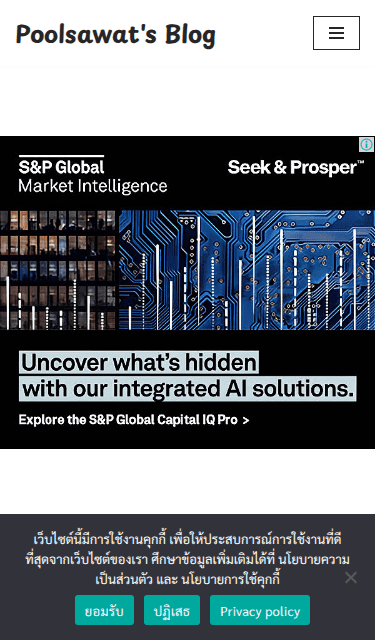 Poolsawat's Blog
S&P Global
Market Intelligence
Seek & Prosper™
Uncover what's hidden
with our integrated AI solutions.
Explore the S&P Global Capital IQ Pro >
เว็บไซต์นี้มีการใช้งานคุกกี้ เพื่อให้ประสบการณ์การใช้งานที่ดี
ที่สุดจากเว็บไซต์ของเรา ศึกษาข้อมูลเพิ่มเติมได้ที่ นโยบายความ
เป็นส่วนตัว และ นโยบายการใช้คุกกี้
ยอมรับ
ปฏิเสธ
Privacy policy